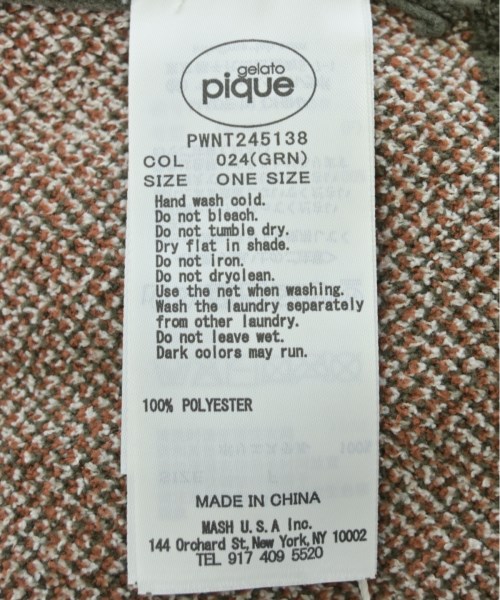 gelato
pique
PWNT245138
COL 024(GRN)
SIZE ONE SIZE
Hand wash cold.
Do not bleach.
Do not tumble dry.
Dry flat in shade.
Do not iron.
Do not dryclean.
Use the net when washing.
Wash the laundry separately
from other laundry.
Do not leave wet.
Dark colors may run.
100% POLYESTER
MADE IN CHINA
MASH U.S.A Inc.
144 Orchard St, New York, NY 10002
TEL 917 409 5520